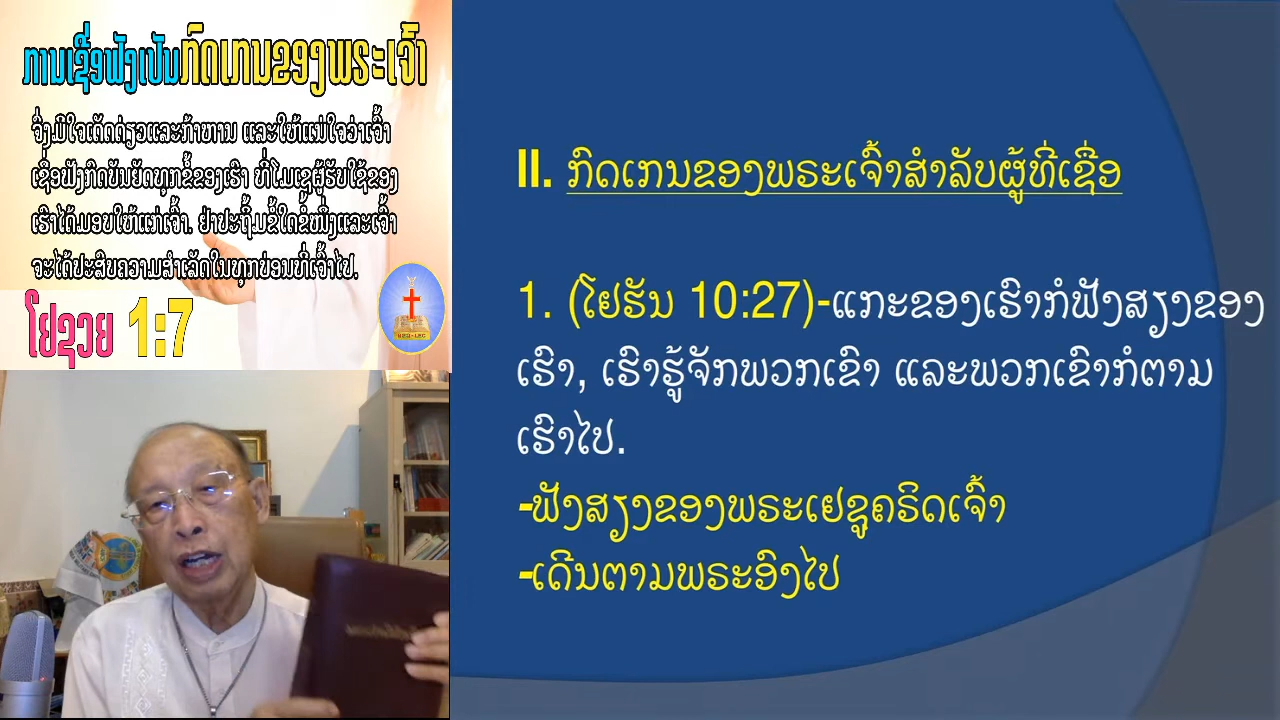 ການເຊື່ອຟັງເປັນກົດເກນຂອງພຣະເຈົ້າ
ຈົ່ງມີໃຈເດັດດ່ຽວແລະກ້າຫານ ແລະໃຫ້ແນ່ໃຈວ່າເຈົ້າ
ເຊື່ອຟັງກົດບັນຍັດທຸກຂໍ້ຂອງເຮົາ ທີ່ໂມເຊຜູ້ຮັບໃຊ້ຂອງ
ເຮົາໄດ້ມອບໃຫ້ແກ່ເຈົ້າ. ຢ່າປະຖິ້ມຂໍ້ໃດຂໍ້ໜຶ່ງແລະເຈົ້າ
ຈະໄດ້ປະສົບຄວາມສຳເລັດໃນທຸກບ່ອນທີ່ເຈົ້າໄປ.
ໂຢຊວຍ 1:7
II. ກົດເກນຂອງພຣະເຈົ້າສຳລັບຜູ້ທີ່ເຊື່ອ
1. (ໂຢຮັນ 10:27)-ແກະຂອງເຮົາກໍຟັງສຽງຂອງ
ເຮົາ, ເຮົາຮູ້ຈັກພວກເຂົາ ແລະພວກເຂົາກໍຕາມ
ເຮົາໄປ.
-ຟັງສຽງຂອງພຣະເຢຊູຄຣິດເຈົ້າ
-ເດີນຕາມພຣະອົງໄປ